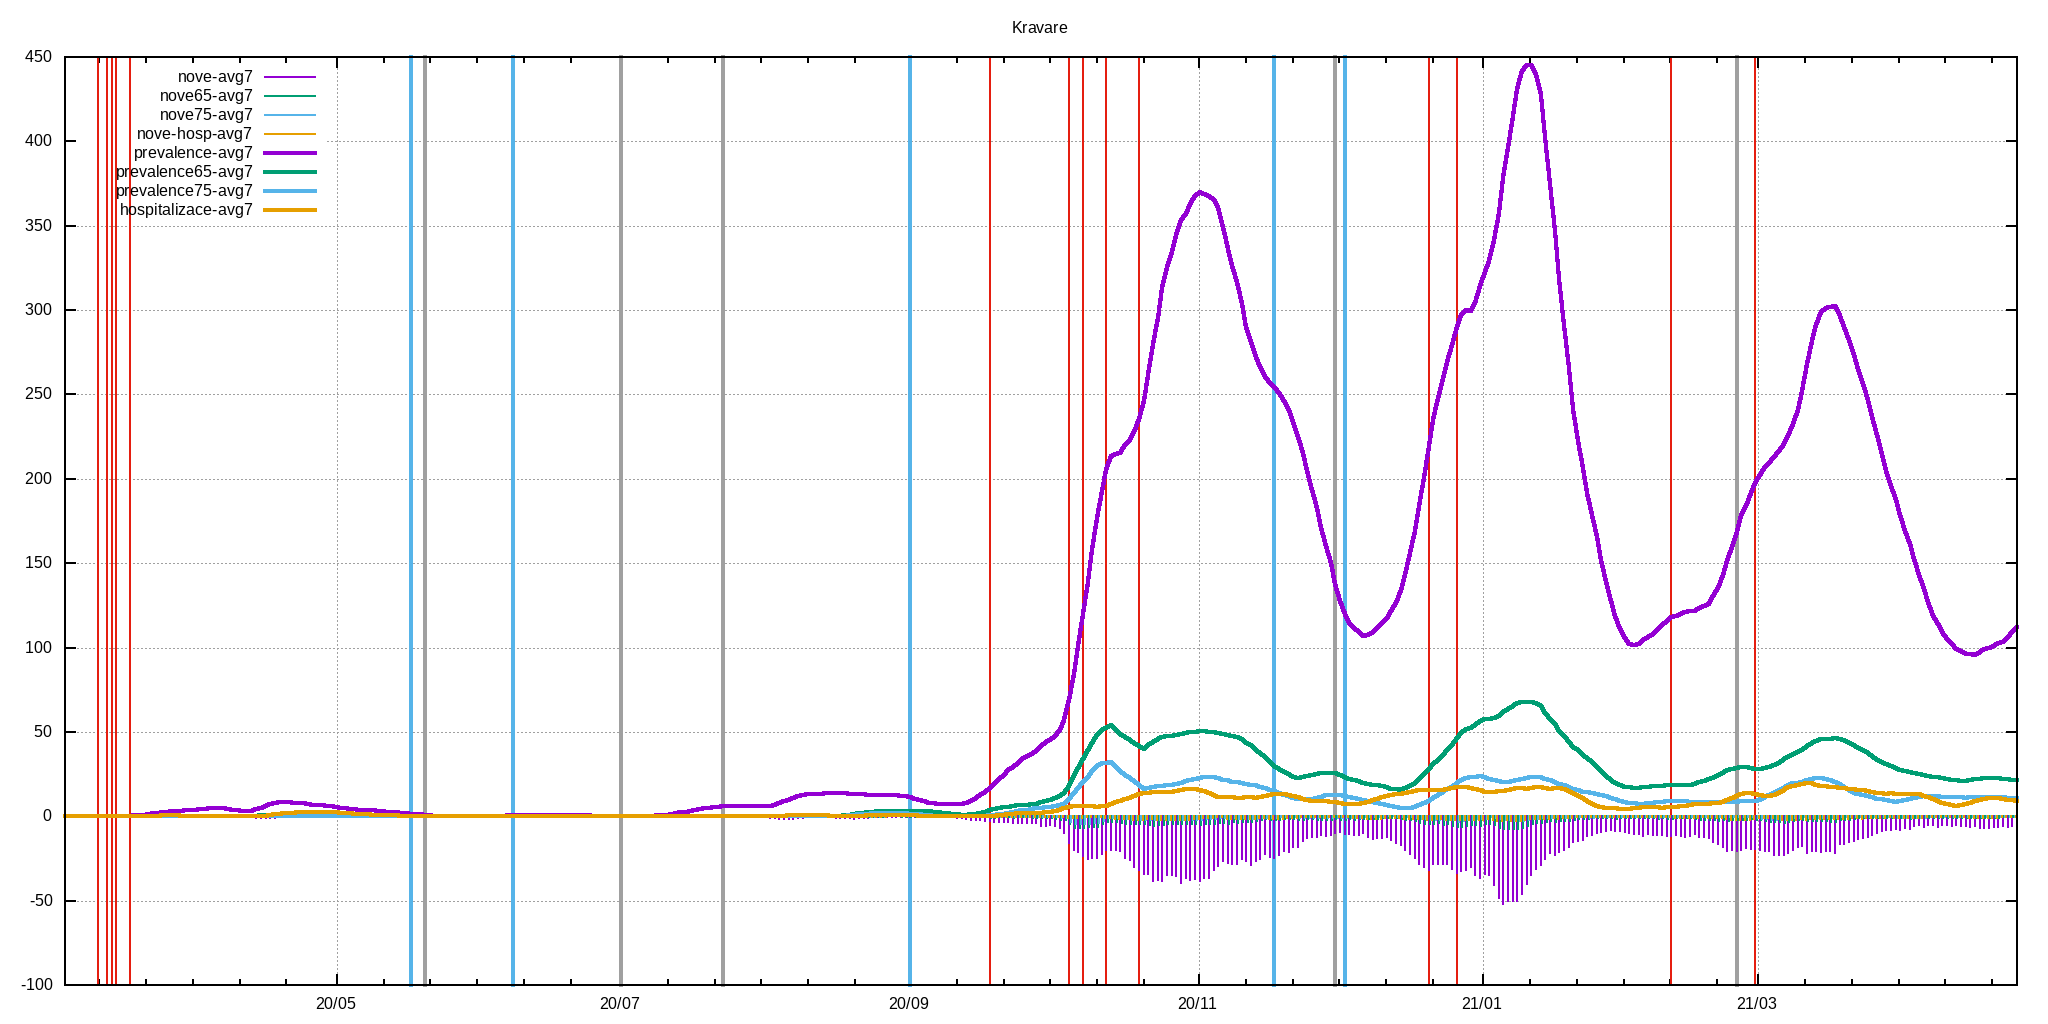 Kravare
450
400
350
300
250
200
150
100
50
0
-50
-100
nove-avg7
nove65-avg7
nove75-avg7
nove-hosp-avg7
prevalence-avg7
prevalence65-avg7
prevalence75-avg7
hospitalizace-avg7
20/05 20/07 20/09 20/11 21/01 21/03